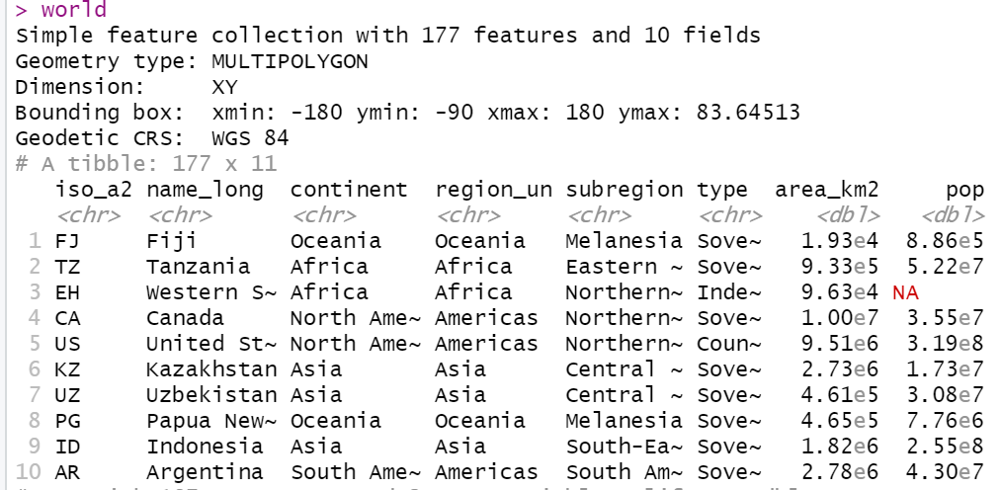 > world
Simple feature collection with 177 features and 10 fields
Geometry type: MULTIPOLYGON
Dimension:     XY
Bounding box:  xmin: -180 ymin: -90 xmax: 180 ymax: 83.64513
Geodetic CRS:  WGS 84
# A tibble: 177 x 11
iso_a2 name_long  continent  region_un subregion type  area_km2     pop
<chr>  <chr>      <chr>      <chr>     <chr>     <chr>    <dbl>   <dbl>
1 FJ     Fiji       Oceania    Oceania   Melanesia Sove~   1.93e4  8.86e5
2 TZ     Tanzania   Africa     Africa    Eastern ~ Sove~   9.33e5  5.22e7
3 EH     Western S~ Africa     Africa    Northern~ Inde~   9.63e4 NA
4 CA     Canada     North Ame~ Americas  Northern~ Sove~   1.00e7  3.55e7
5 US     United St~ North Ame~ Americas  Northern~ Coun~   9.51e6  3.19e8
6 KZ     Kazakhstan Asia       Asia      Central ~ Sove~   2.73e6  1.73e7
7 UZ     Uzbekistan Asia       Asia      Central ~ Sove~   4.61e5  3.08e7
8 PG     Papua New~ Oceania    Oceania   Melanesia Sove~   4.65e5  7.76e6
9 ID     Indonesia  Asia       Asia      South-Ea~ Sove~   1.82e6  2.55e8
10 AR     Argentina  South Ame~ Americas  South Am~ Sove~   2.78e6  4.30e7